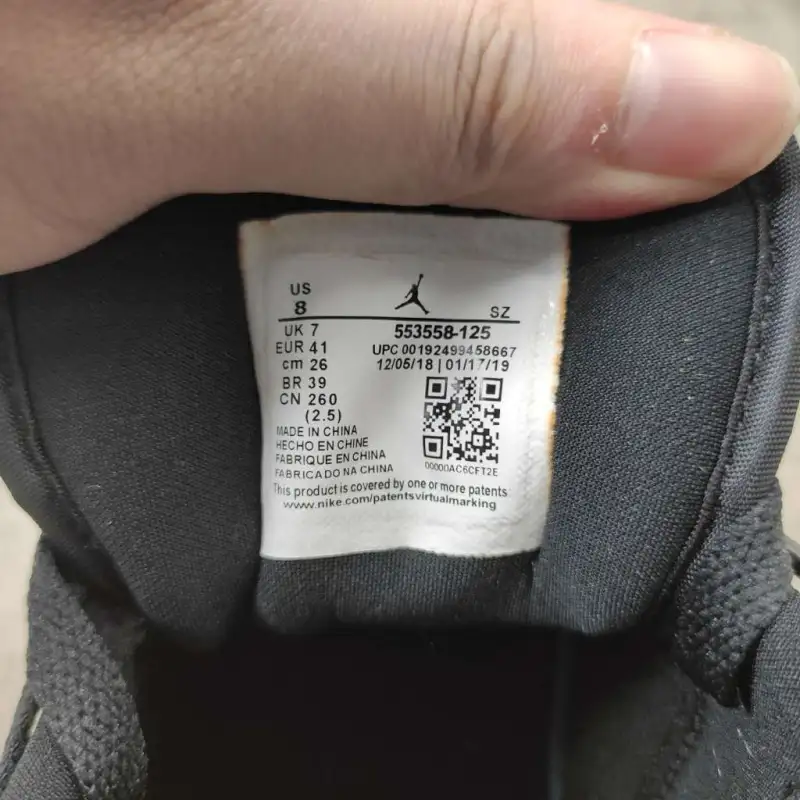 US
8
SZ
UK 7
553558-125
EUR 41
UPC 00192499458667
cm 26
12/05/18 | 01/17/19
BR 39
CN 260
(2.5)
MADE IN CHINA
HECHO EN CHINE
FABRIQUE EN CHINA
FABRICADO NA CHINA
00000AC6CFT2E
This product is covered by one or more patents
www.nike.com/patentsvirtualmarking